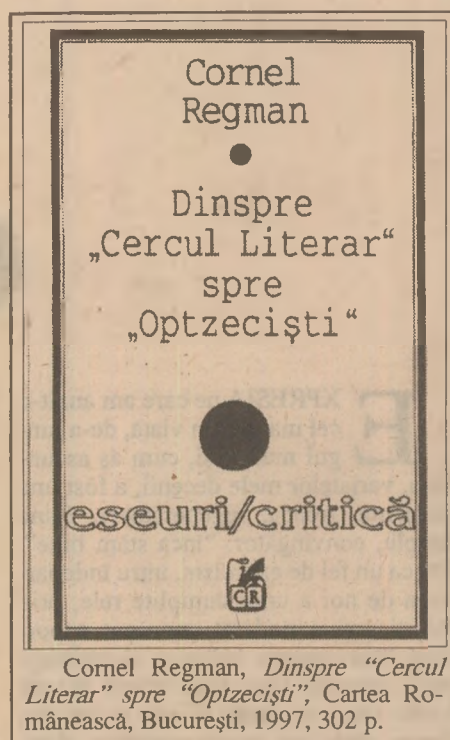 Cornel
Regman
Dinspre
„Cercul Literar“
spre
„Optzeciști“
eseuri/critică
CR
Cornel Regman, Dinspre “Cercul
Literar” spre “Optzeciști”, Cartea Ro-
mânească, București, 1997, 302 p.